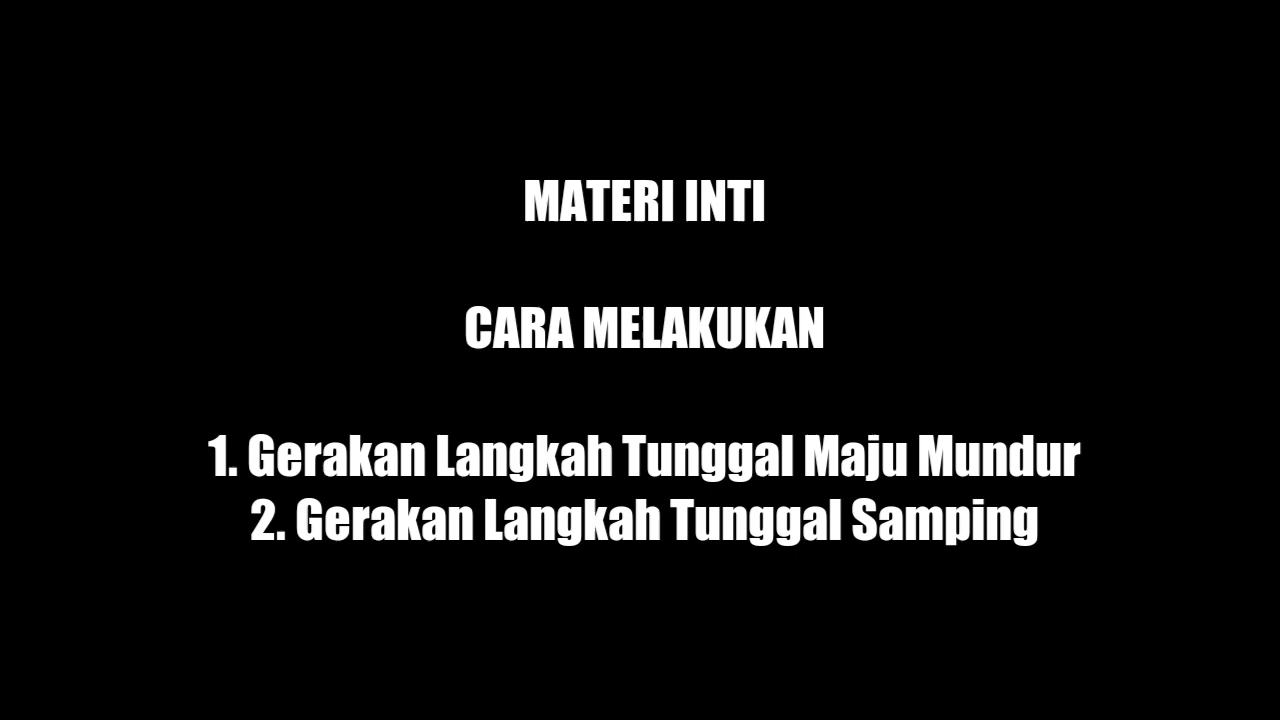 MATERI INTI
CARA MELAKUKAN
1. Gerakan Langkah Tunggal Maju Mundur
2. Gerakan Langkah Tunggal Samping